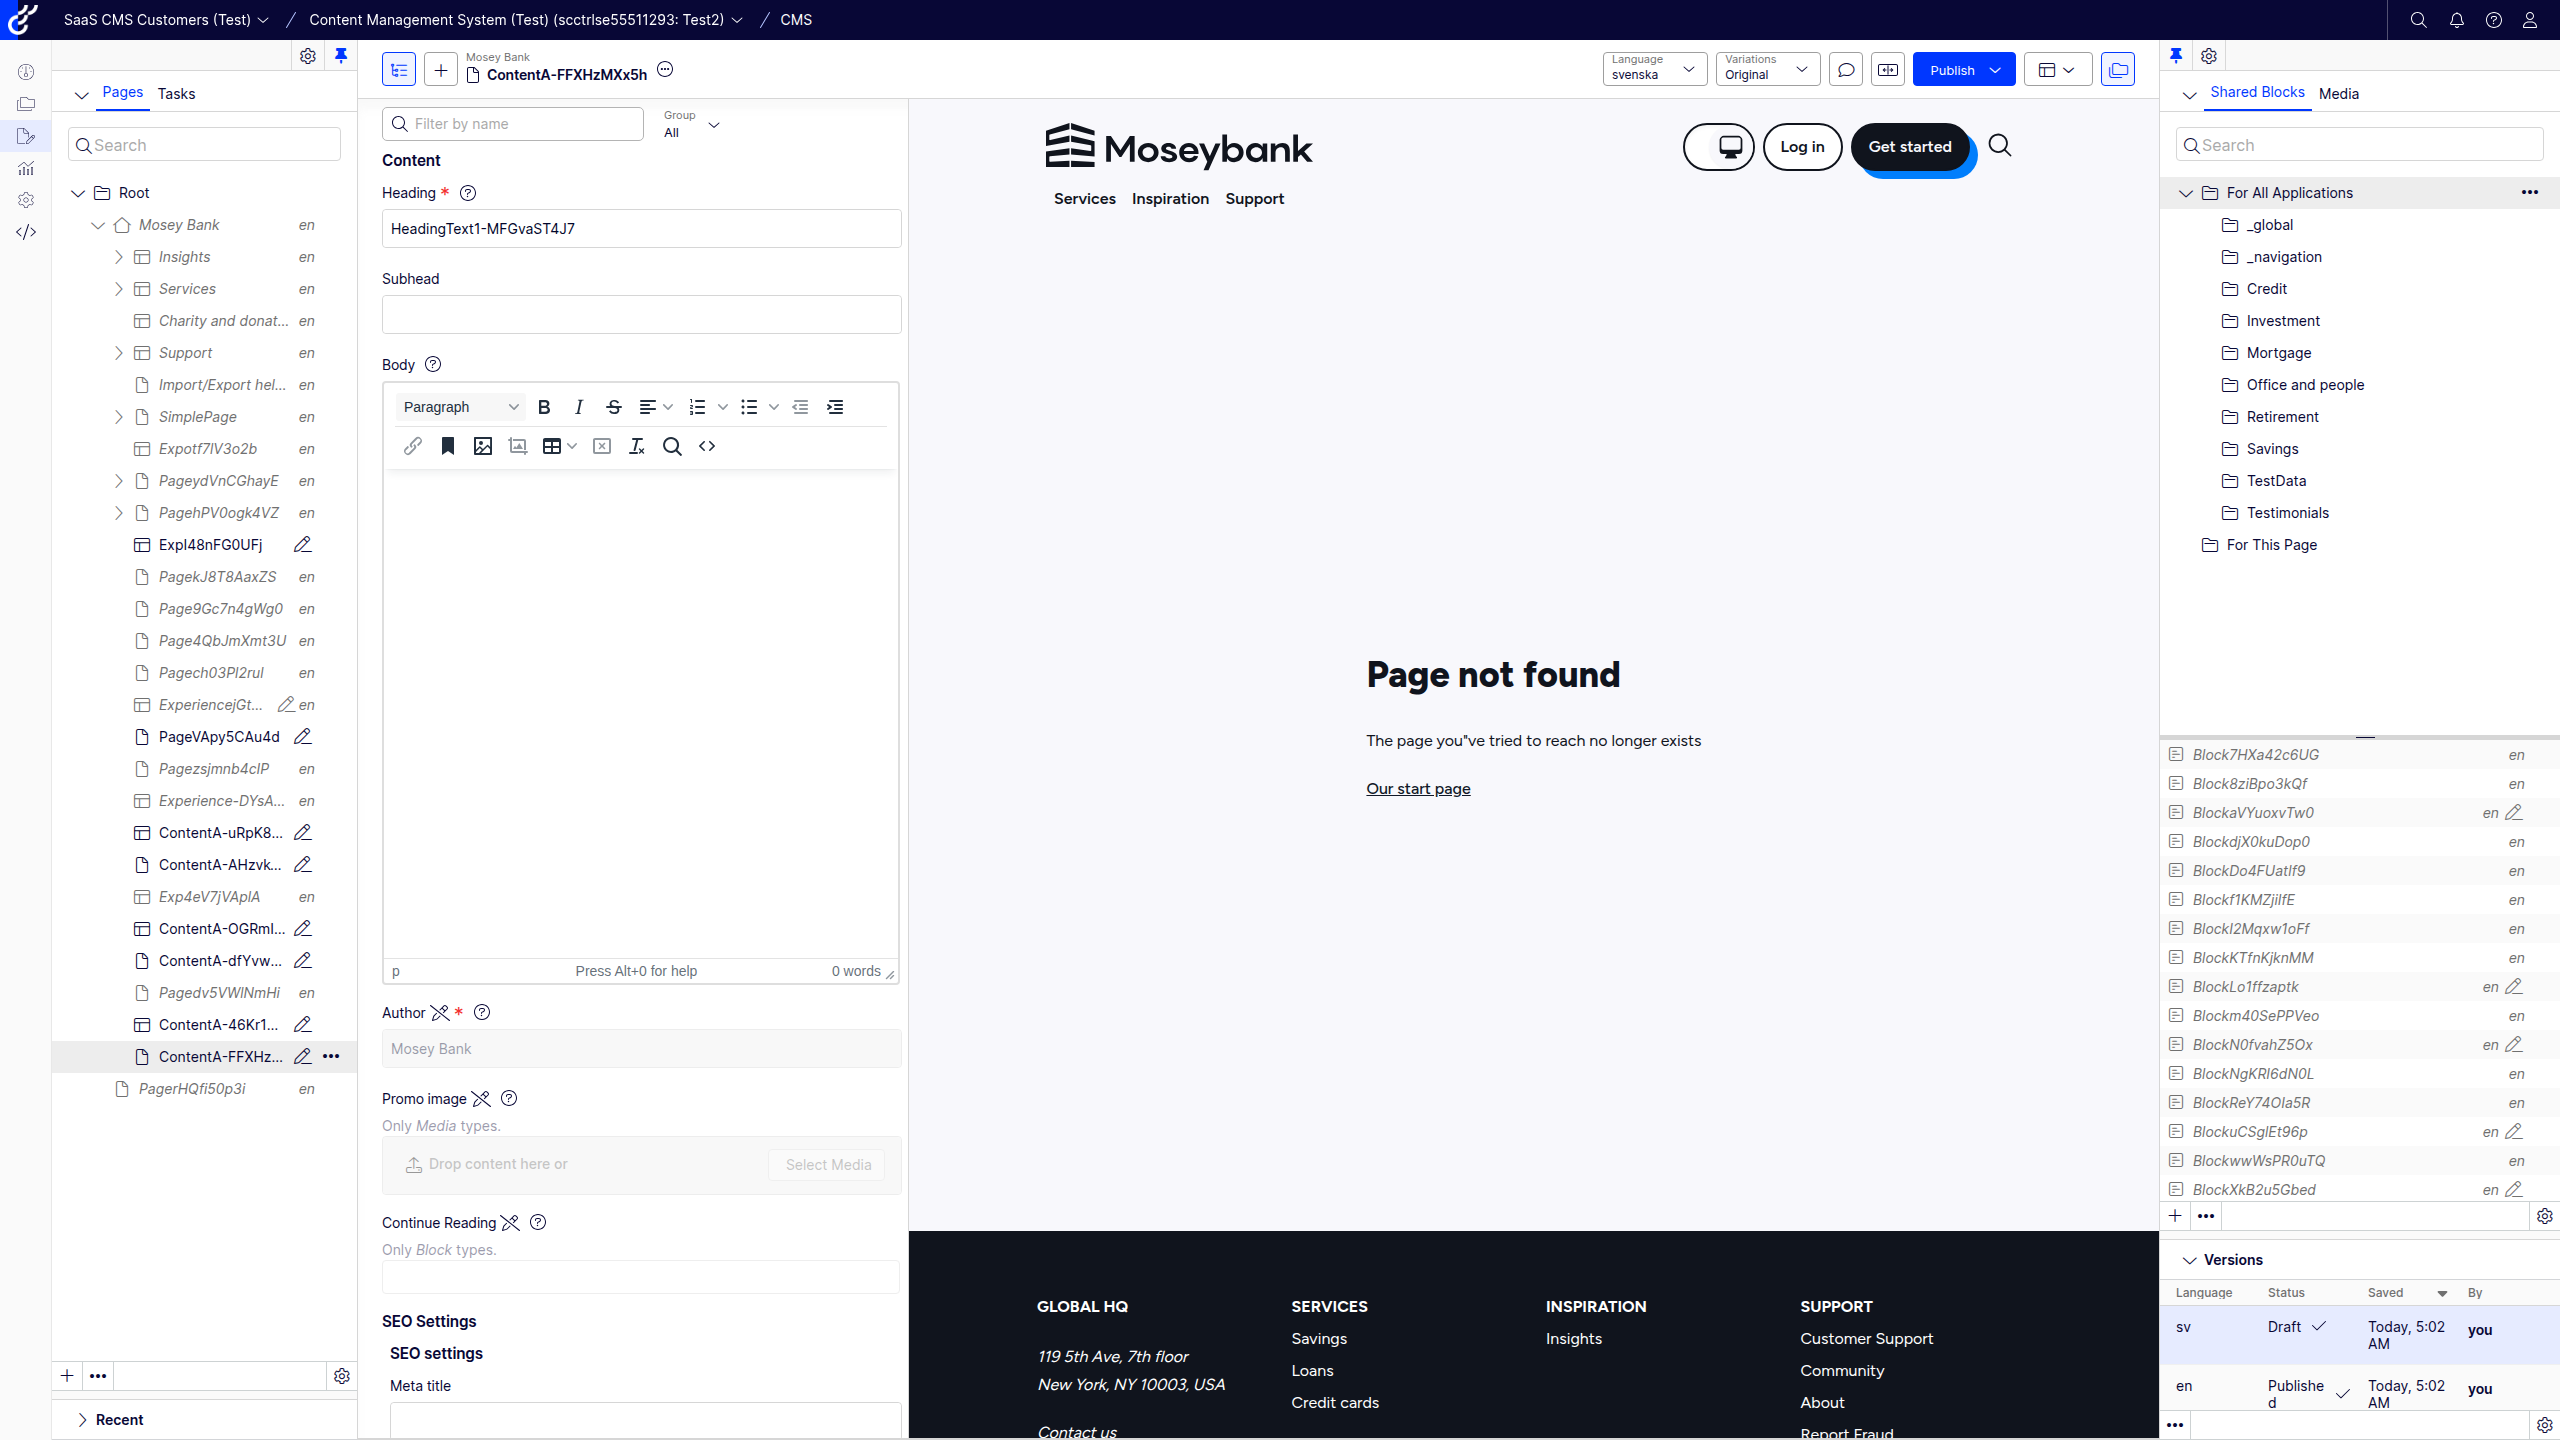 SaaS CMS Customers (Test)
Content Management System (Test) (scctrlse55511293: Test2)
CMS
Pages
Tasks
Search
Root
Mosey Bank en
Insights en
Services en
Charity and donat... en
Support en
Import/Export hel... en
SimplePage en
Expotf7lV3o2b en
PageydVnCGhayE en
PagehPV0ogk4VZ en
Expl48nFG0UFj
PagekJ8T8AaxZS en
Page9Gc7n4gWg0 en
Page4QbJmXmt3U en
Pagech03Pl2rul en
ExperiencejGt... en
PageVApy5CAu4d
Pagezsjmnb4clP en
Experience-DYsA... en
ContentA-uRpK8...
ContentA-AHzvk...
Exp4eV7jVAplA en
ContentA-OGRml...
ContentA-dfYvw...
Pagedv5VWlNmHi en
ContentA-46Kr1...
ContentA-FFXHz...
PagerHQfi50p3i en
Recent
Mosey Bank
ContentA-FFXHzMXx5h
Language
svenska
Variations
Original
Publish
Filter by name
Group
All
Content
Heading *
HeadingText1-MFGvaST4J7
Subhead
Body
Paragraph
p Press Alt+0 for help 0 words
Author *
Mosey Bank
Promo image
Only Media types.
Drop content here or
Select Media
Continue Reading
Only Block types.
SEO Settings
SEO settings
Meta title
Moseybank
Log in
Get started
Services Inspiration Support
Page not found
The page you"ve tried to reach no longer exists
Our start page
GLOBAL HQ
119 5th Ave, 7th floor
New York, NY 10003, USA
Contact us
SERVICES
Savings
Loans
Credit cards
INSPIRATION
Insights
SUPPORT
Customer Support
Community
About
Report Fraud
Shared Blocks
Media
Search
For All Applications
_global
_navigation
Credit
Investment
Mortgage
Office and people
Retirement
Savings
TestData
Testimonials
For This Page
Block7HXa42c6UG en
Block8ziBpo3kQf en
BlockaVYuoxvTw0 en
BlockdjX0kuDop0 en
BlockDo4FUatlf9 en
Blockf1KMZjilfE en
BlockI2Mqxw1oFf en
BlockKTfnKjknMM en
BlockLo1ffzaptk en
Blockm40SePPVeo en
BlockN0fvahZ5Ox en
BlockNgKRl6dN0L en
BlockReY74Ola5R en
BlockuCSglEt96p en
BlockwwWsPR0uTQ en
BlockXkB2u5Gbed en
Versions
Language Status Saved By
sv Draft Today, 5:02 AM you
en Published Today, 5:02 AM you